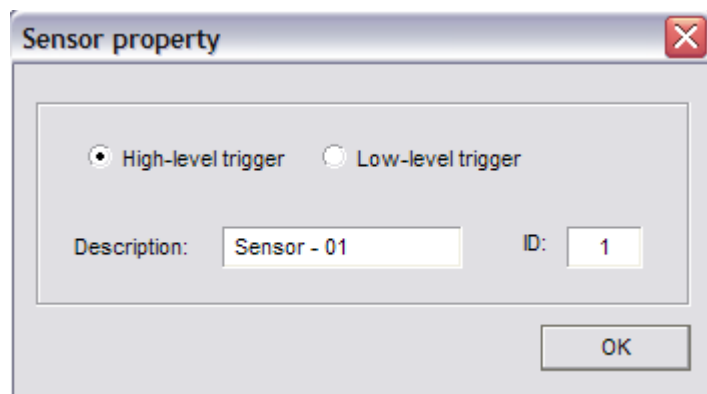 Sensor property
High-level trigger Low-level trigger
Description: Sensor - 01 ID: 1
OK